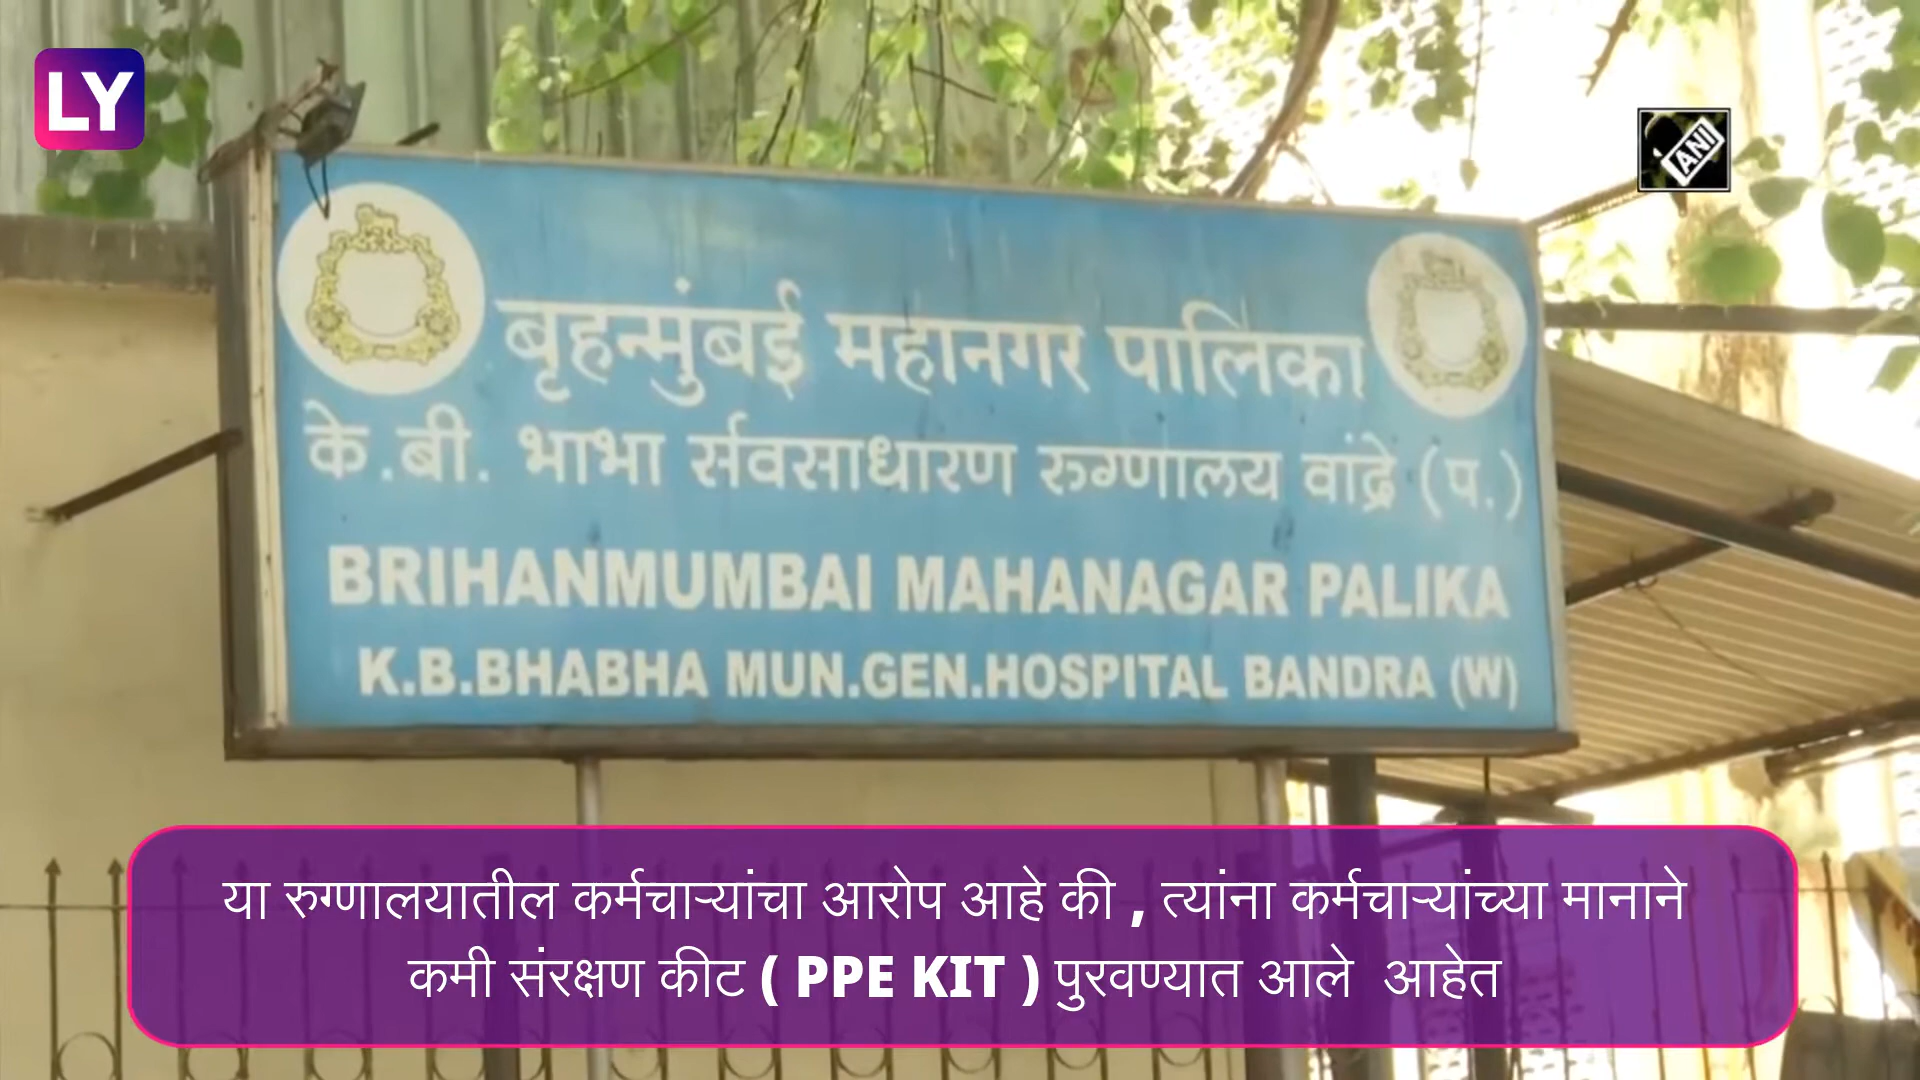 LY
ANI
बृहन्मुंबई महानगर पालिका
के.बी. भाभा र्सवसाधारण रुग्णालय वांद्रे (प.)
BRIHANMUMBAI MAHANAGAR PALIKA
K.B.BHABHA MUN.GEN.HOSPITAL BANDRA (W)
या रुग्णालयातील कर्मचाऱ्यांचा आरोप आहे की , त्यांना कर्मचाऱ्यांच्या मानाने
कमी संरक्षण कीट ( PPE KIT ) पुरवण्यात आले आहेत